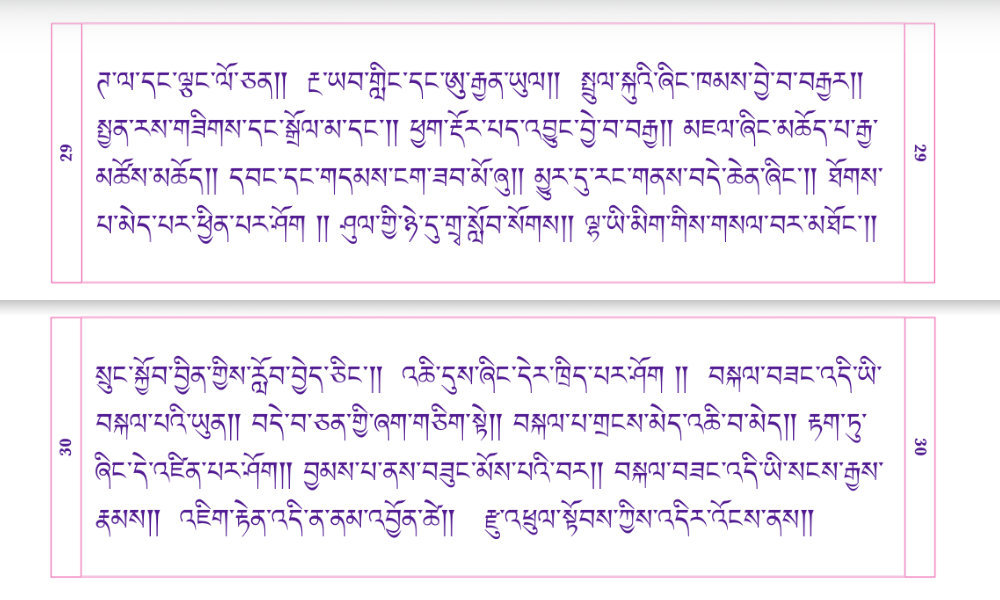 ཏ་ལ་དང་ལྕང་ལོ་ཅན།། རྔ་ཡབ་གླིང་དང་ཨུ་རྒྱན་ཡུལ།། སྤྲུལ་སྐུའི་ཞིང་ཁམས་བྱེ་བ་བརྒྱར།།
29 སྤྱན་རས་གཟིགས་དང་སྒྲོལ་མ་དང་།། ཕྱག་རྡོར་པད་འབྱུང་བྱེ་བ་བརྒྱ།། མཇལ་ཞིང་མཆོད་པ་རྒྱ་ 29
མཚོས་མཆོད།། དབང་དང་གདམས་ངག་ཟབ་མོ་ཞུ།། མྱུར་དུ་རང་གནས་བདེ་ཆེན་ཞིང་།། ཐོགས་
པ་མེད་པར་ཕྱིན་པར་ཤོག །། ཤུལ་གྱི་ཉེ་དུ་གྲྭ་སློབ་སོགས།། ལྷ་ཡི་མིག་གིས་གསལ་བར་མཐོང་།།
སྲུང་སྐྱོབ་བྱིན་གྱིས་རློབ་བྱེད་ཅིང་།། འཆི་དུས་ཞིང་དེར་ཁྲིད་པར་ཤོག །། བསྐལ་བཟང་འདི་ཡི་
30 བསྐལ་པའི་ཡུན།། བདེ་བ་ཅན་གྱི་ཞག་གཅིག་སྟེ།། བསྐལ་པ་གྲངས་མེད་འཆི་བ་མེད།། རྟག་ཏུ་ 30
ཞིང་དེ་འཛིན་པར་ཤོག།། བྱམས་པ་ནས་བཟུང་མོས་པའི་བར།། བསྐལ་བཟང་འདི་ཡི་སངས་རྒྱས་
རྣམས།། འཇིག་རྟེན་འདི་ན་ནམ་འབྱོན་ཚེ།། རྫུ་འཕྲུལ་སྟོབས་ཀྱིས་འདིར་འོངས་ནས།།